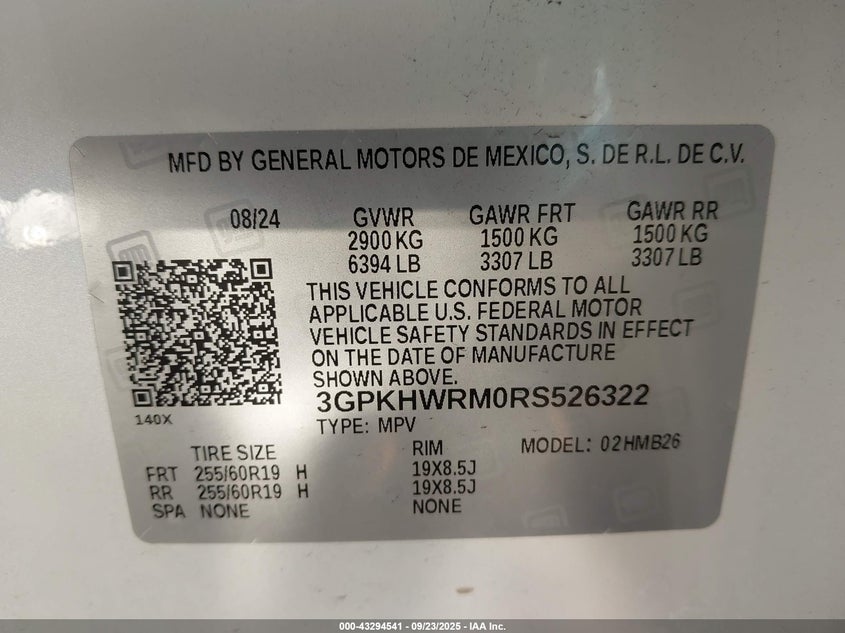 MFD BY GENERAL MOTORS DE MEXICO, S. DE R.L. DE C.V.
08/24 GVWR GAWR FRT GAWR RR
2900 KG 1500 KG 1500 KG
6394 LB 3307 LB 3307 LB
THIS VEHICLE CONFORMS TO ALL
APPLICABLE U.S. FEDERAL MOTOR
VEHICLE SAFETY STANDARDS IN EFFECT
ON THE DATE OF MANUFACTURE
SHOWN ABOVE.
3GPKHWRM0RS526322
140X
TYPE: MPV
TIRE SIZE RIM MODEL: 02HMB26
FRT 255/60R19 H 19X8.5J
RR 255/60R19 H 19X8.5J
SPA NONE NONE
000-43294541 - 09/23/2025 - IAA Inc.